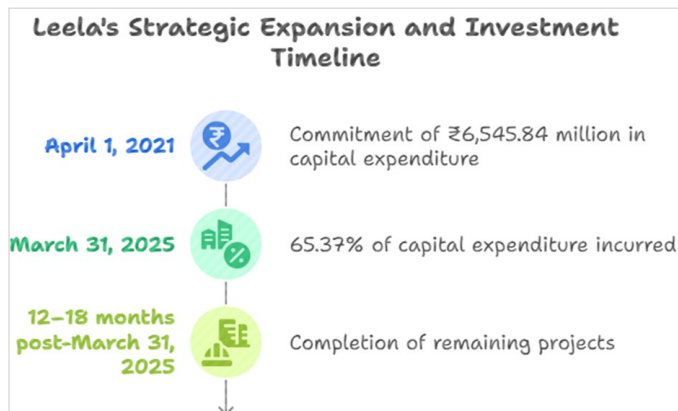 Leela's Strategic Expansion and Investment
Timeline
April 1, 2021
Commitment of ₹6,545.84 million in
capital expenditure
March 31, 2025
65.37% of capital expenditure incurred
12–18 months
post-March 31,
2025
Completion of remaining projects